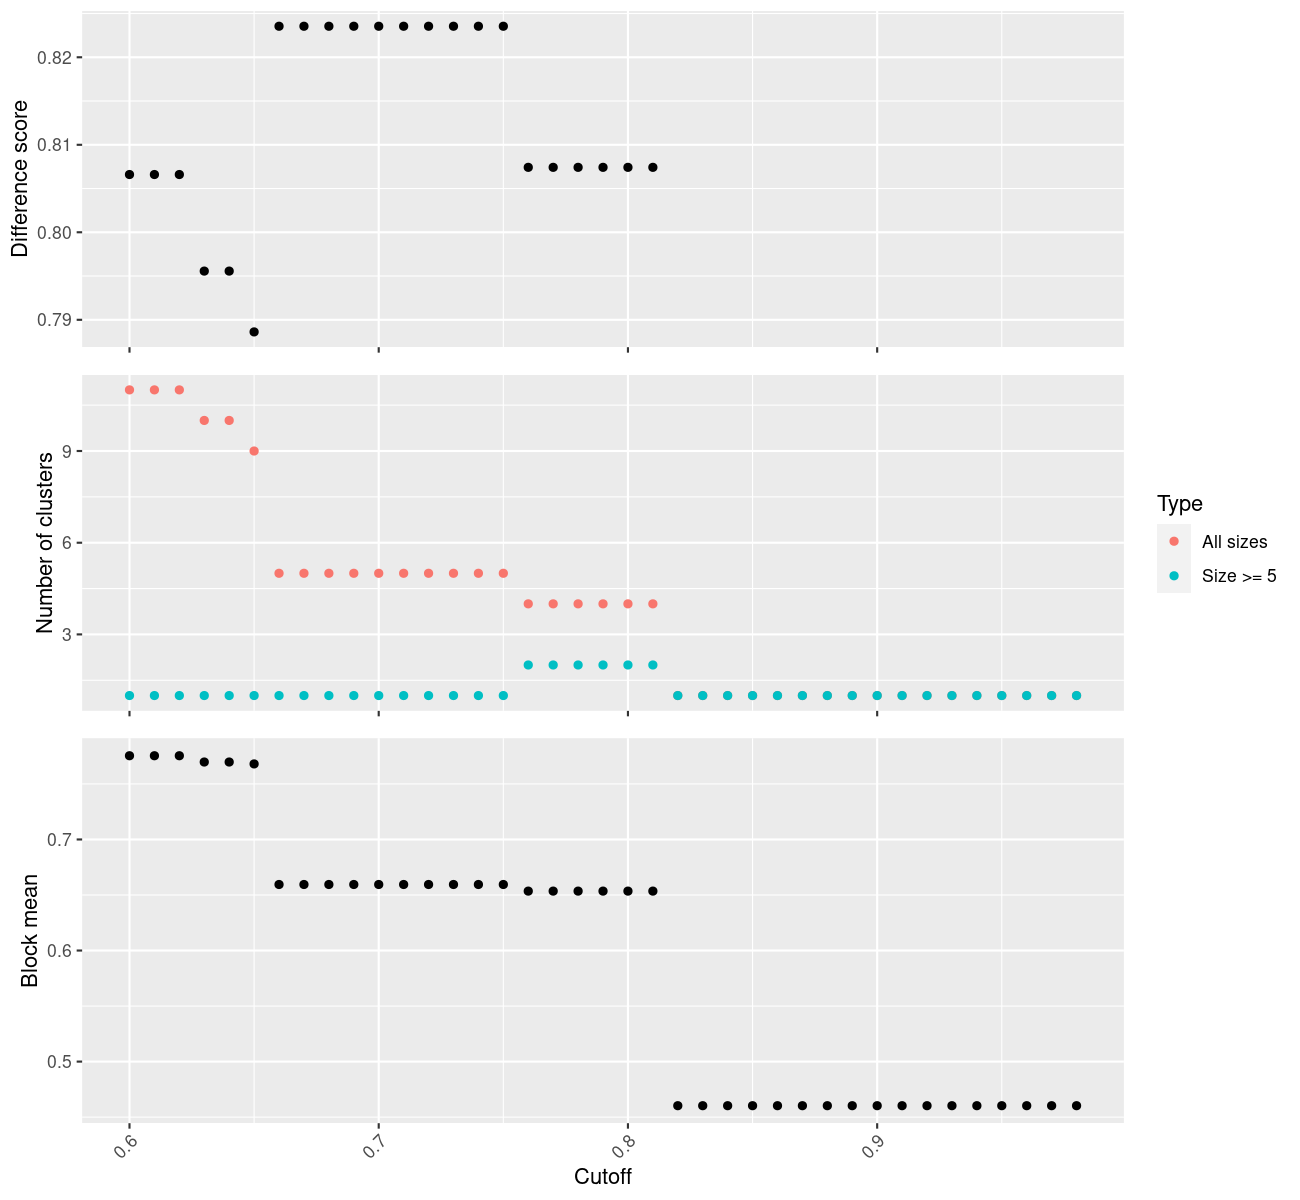 Difference score
0.82
0.81
0.80
0.79
Number of clusters
9
6
3
Type
All sizes
Size >= 5
Block mean
0.7
0.6
0.5
0.6
0.7
0.8
0.9
Cutoff